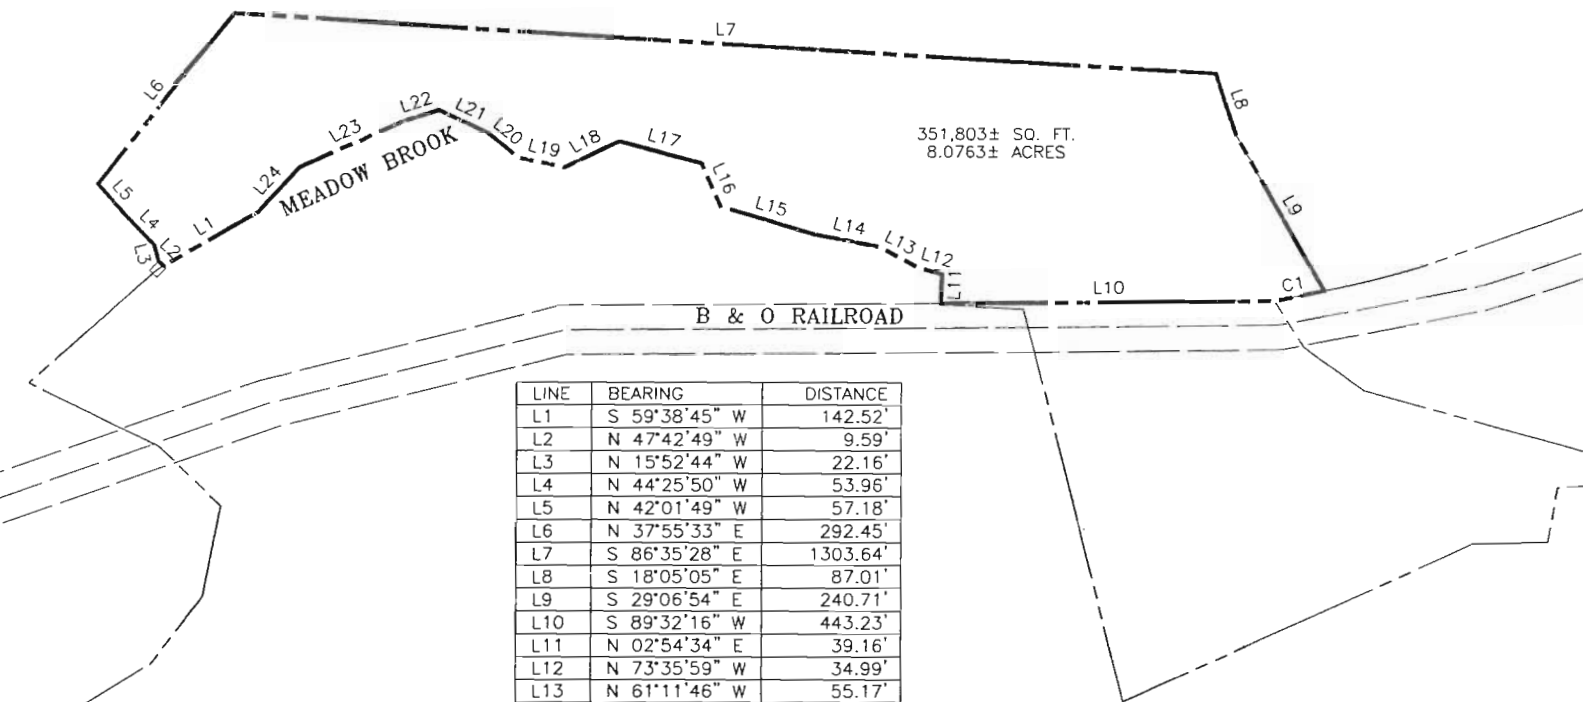 L7
L6
L8
L22
L21
L23
L20
L19
L18
L17
351,803± SQ. FT.
8.0763± ACRES
MEADOW BROOK
L5
L24
L16
L9
L4
L1
L15
L14
L13
L12
L3
L2
L11
L10
C1
B & O RAILROAD
LINE BEARING DISTANCE
L1 S 59°38'45" W 142.52'
L2 N 47°42'49" W 9.59'
L3 N 15°52'44" W 22.16'
L4 N 44°25'50" W 53.96'
L5 N 42°01'49" W 57.18'
L6 N 37°55'33" E 292.45'
L7 S 86°35'28" E 1303.64'
L8 S 18°05'05" E 87.01'
L9 S 29°06'54" E 240.71'
L10 S 89°32'16" W 443.23'
L11 N 02°54'34" E 39.16'
L12 N 73°35'59" W 34.99'
L13 N 61°11'46" W 55.17'